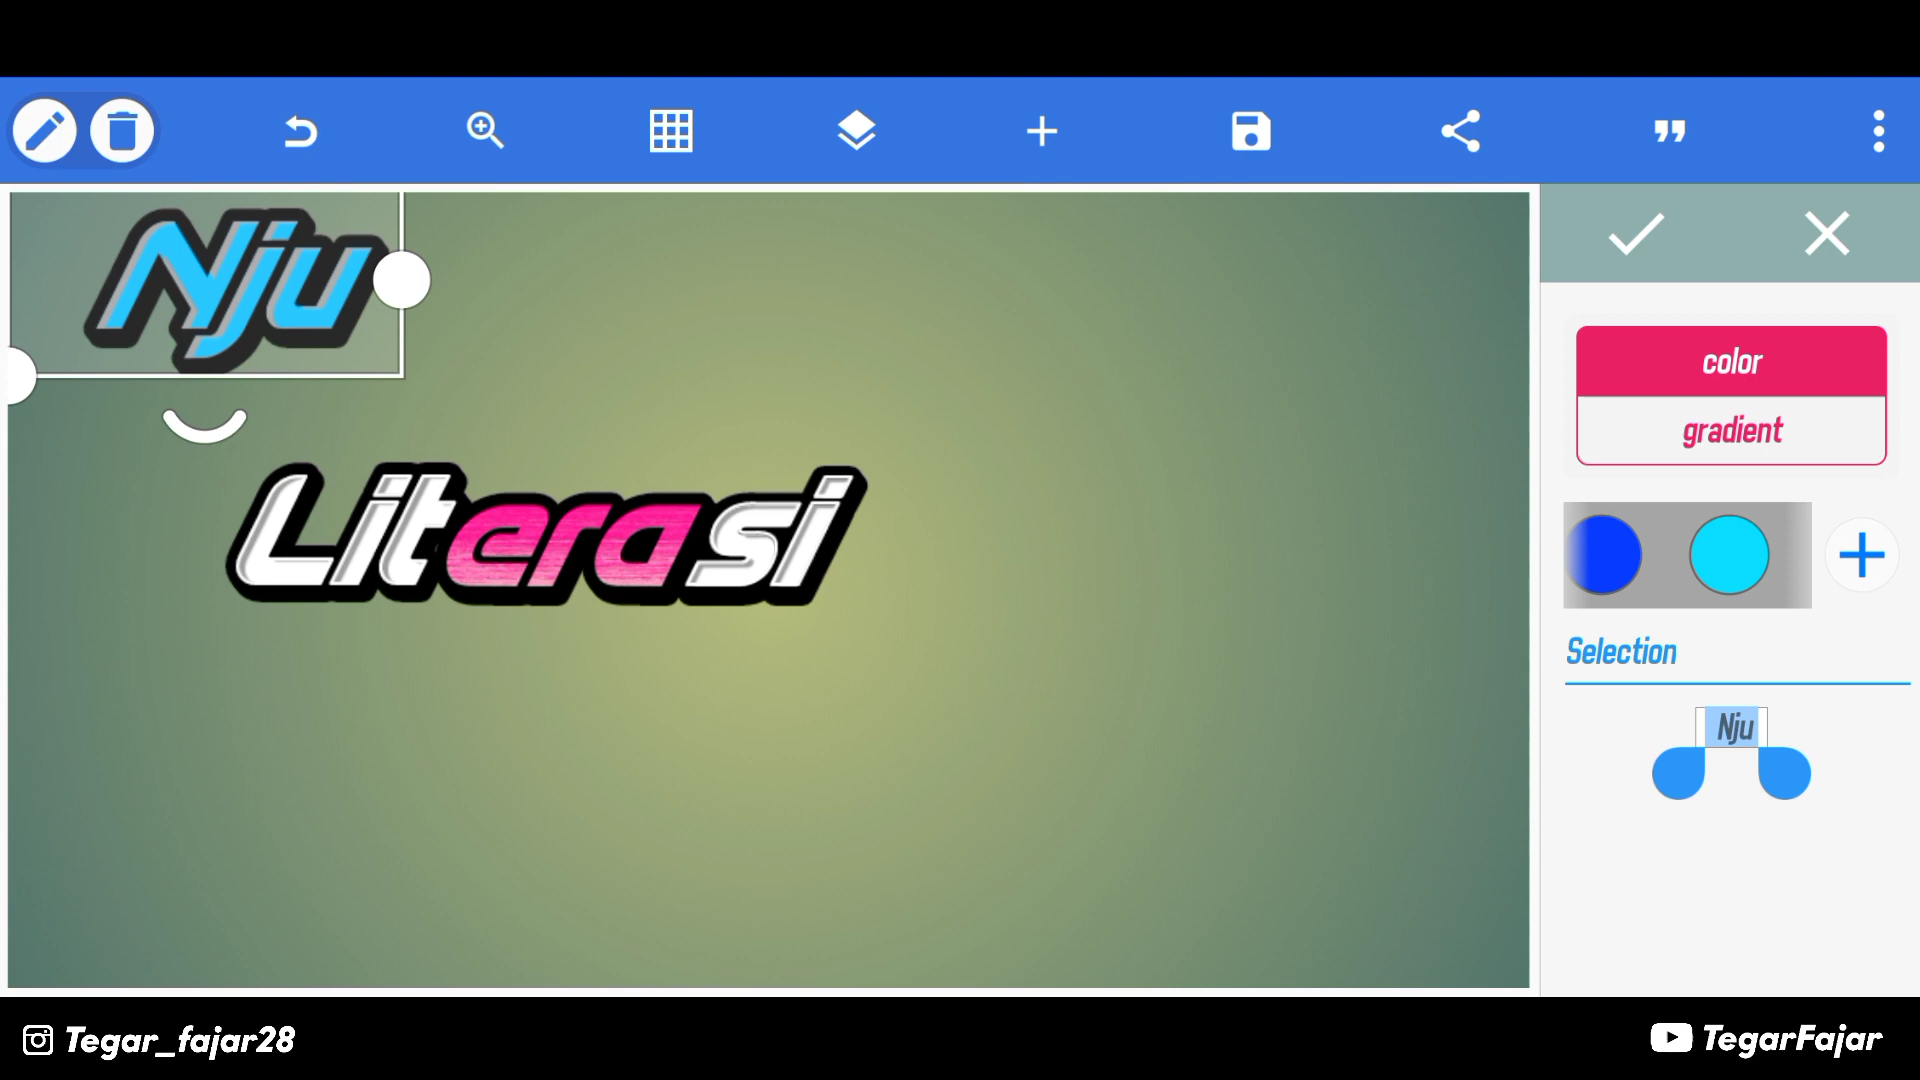 Nju
Literasi
color
gradient
Selection
Nju
Tegar_fajar28
TegarFajar